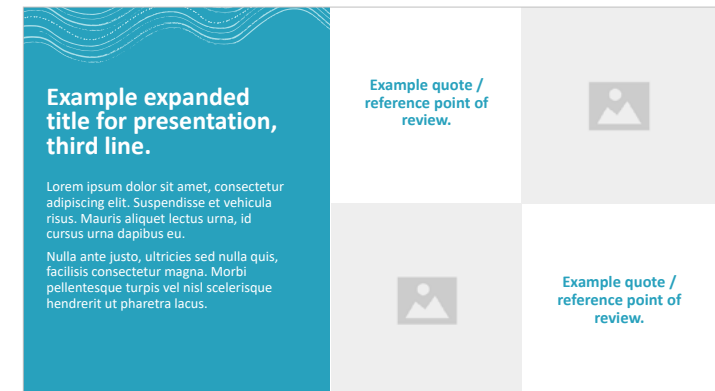 Example expanded
title for presentation,
third line.
Lorem ipsum dolor sit amet, consectetur
adipiscing elit. Suspendisse et vehicula
risus. Mauris aliquet lectus urna, id
cursus urna dapibus eu.
Nulla ante justo, ultricies sed nulla quis,
facilisis consectetur magna. Morbi
pellentesque turpis vel nisl scelerisque
hendrerit ut pharetra lacus.
Example quote /
reference point of
review.
Example quote /
reference point of
review.